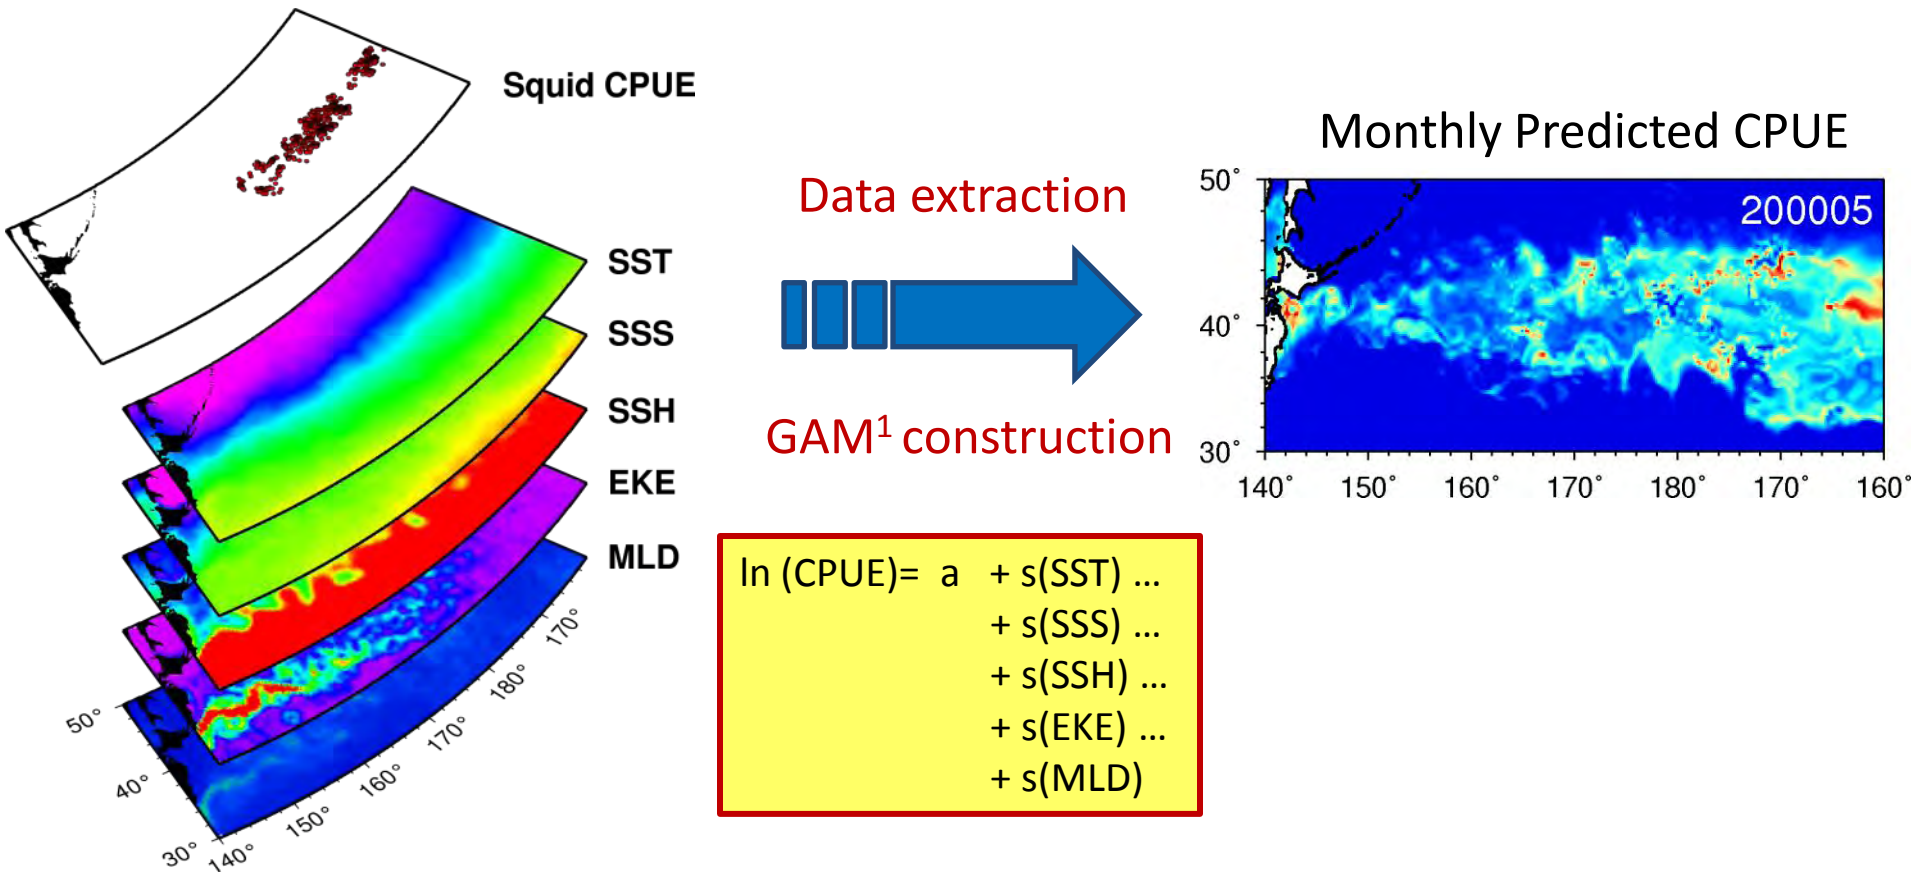 Squid CPUE
SST
SSS
SSH
EKE
MLD
50°
40°
30°
140°
150°
160°
170°
180°
170°
Data extraction
GAM¹ construction
ln (CPUE)= a + s(SST) ...
+ s(SSS) ...
+ s(SSH) ...
+ s(EKE) ...
+ s(MLD)
Monthly Predicted CPUE
200005
50°
40°
30°
140° 150° 160° 170° 180° 170° 160°